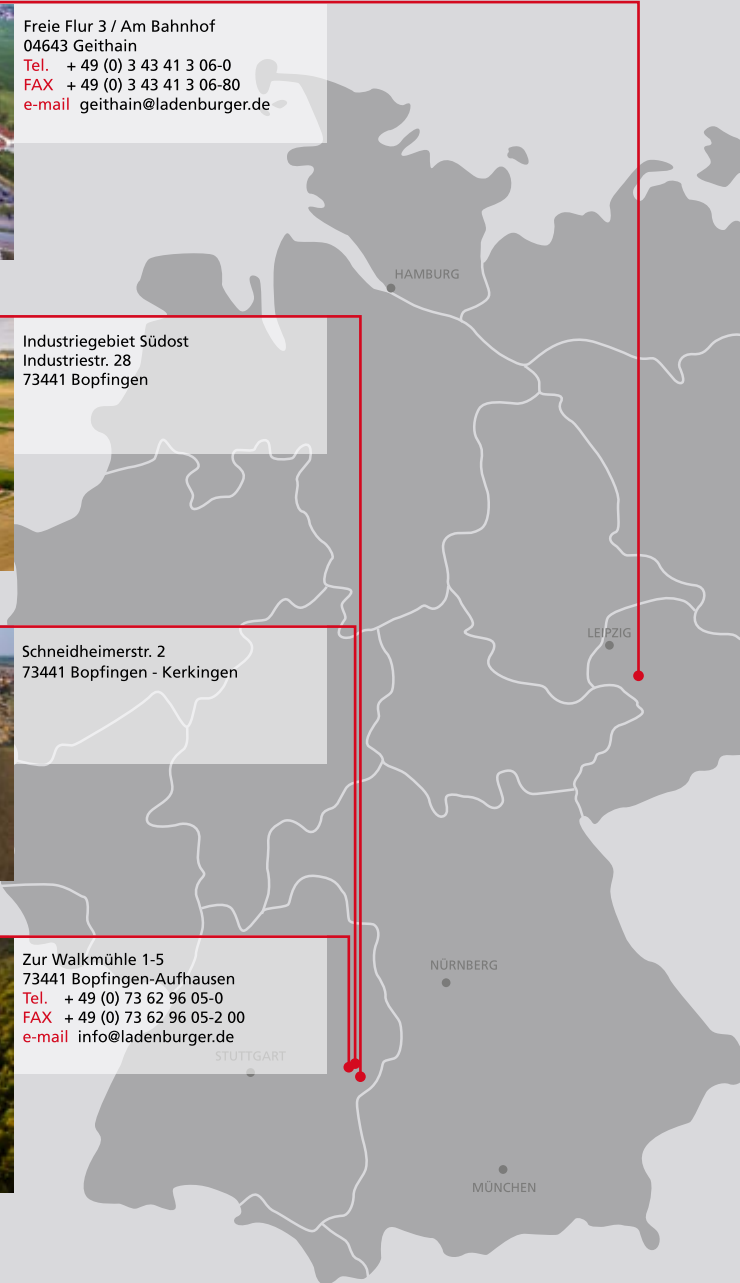 Freie Flur 3 / Am Bahnhof
04643 Geithain
Tel. + 49 (0) 3 43 41 3 06-0
FAX + 49 (0) 3 43 41 3 06-80
e-mail geithain@ladenburger.de
HAMBURG
Industriegebiet Südost
Industriestr. 28
73441 Bopfingen
LEIPZIG
Schneidheimerstr. 2
73441 Bopfingen - Kerkingen
Zur Walkmühle 1-5
73441 Bopfingen-Aufhausen
Tel. + 49 (0) 73 62 96 05-0
FAX + 49 (0) 73 62 96 05-2 00
e-mail info@ladenburger.de
NÜRNBERG
STUTTGART
MÜNCHEN